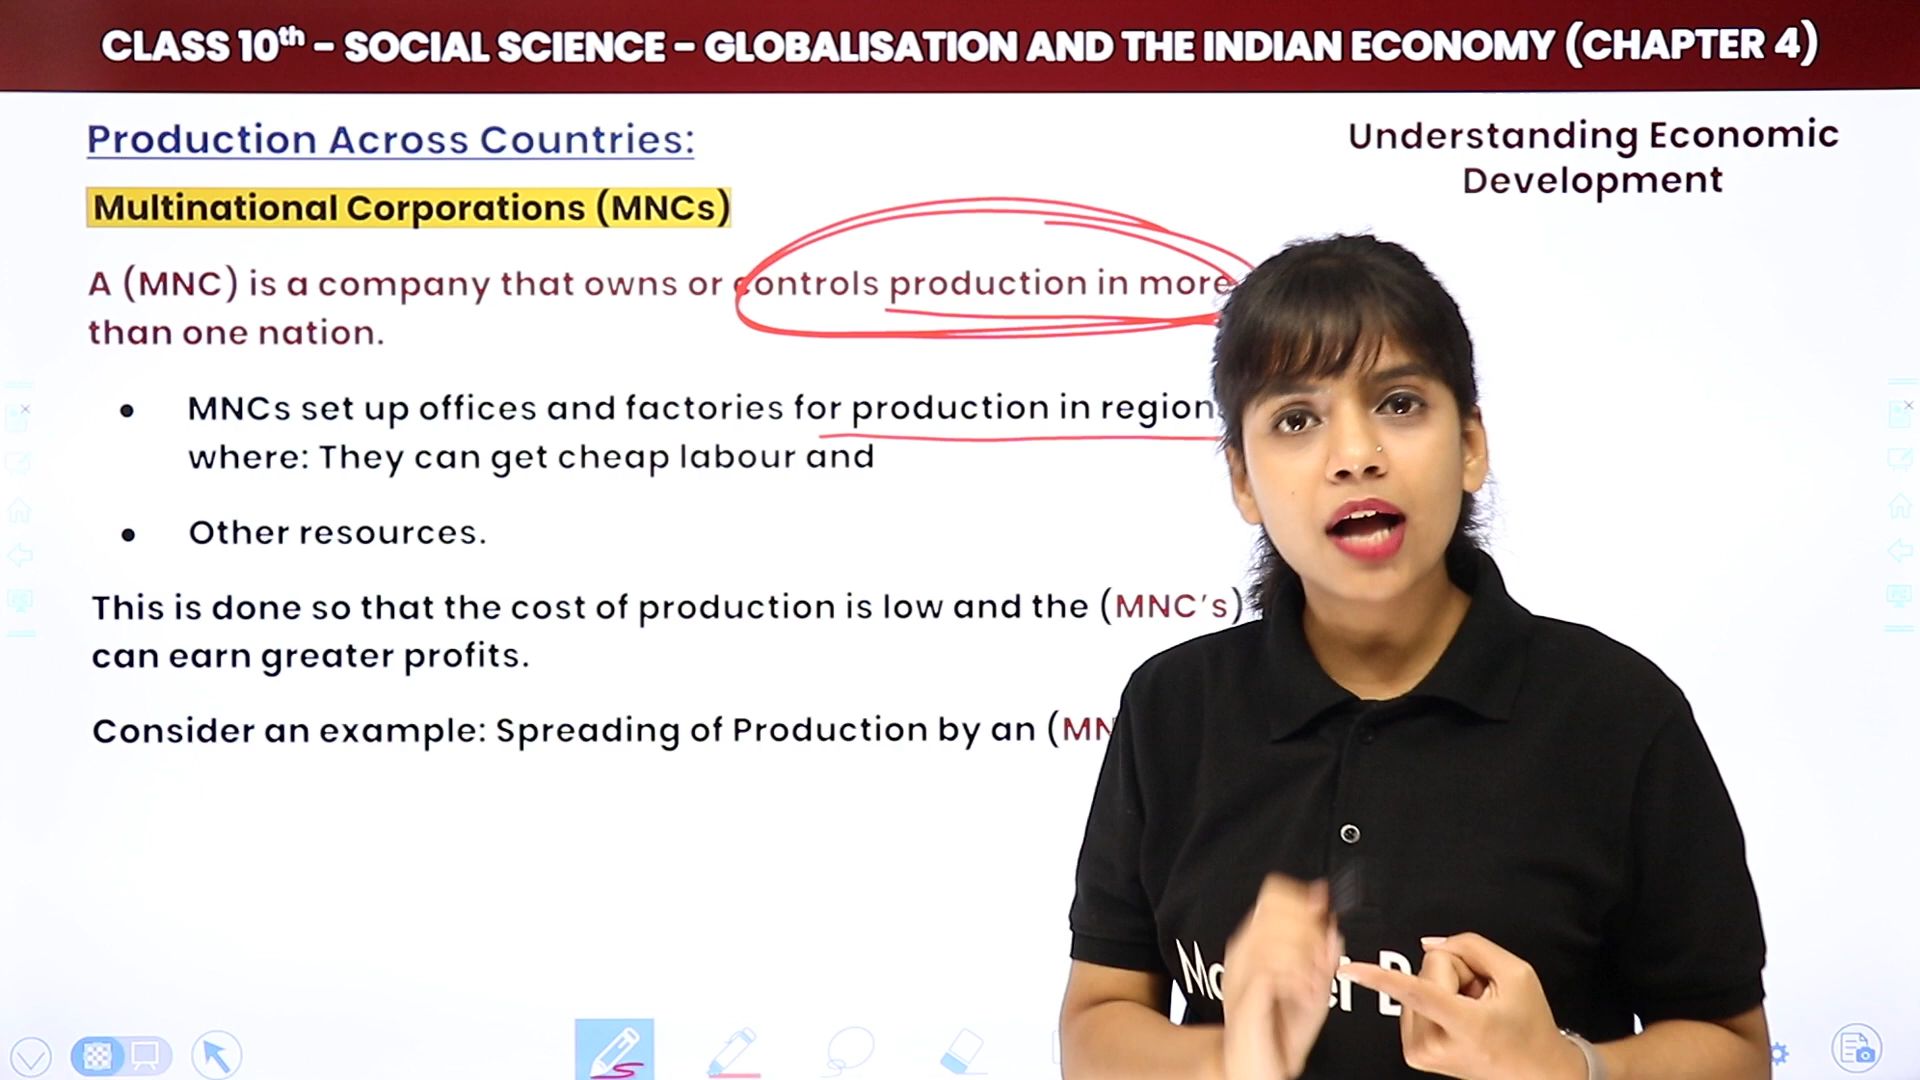 CLASS 10th - SOCIAL SCIENCE - GLOBALISATION AND THE INDIAN ECONOMY (CHAPTER 4)
Production Across Countries:
Understanding Economic
Development
Multinational Corporations (MNCs)
A (MNC) is a company that owns or controls production in more
than one nation.
• MNCs set up offices and factories for production in region
where: They can get cheap labour and
• Other resources.
This is done so that the cost of production is low and the (MNC's)
can earn greater profits.
Consider an example: Spreading of Production by an (MN